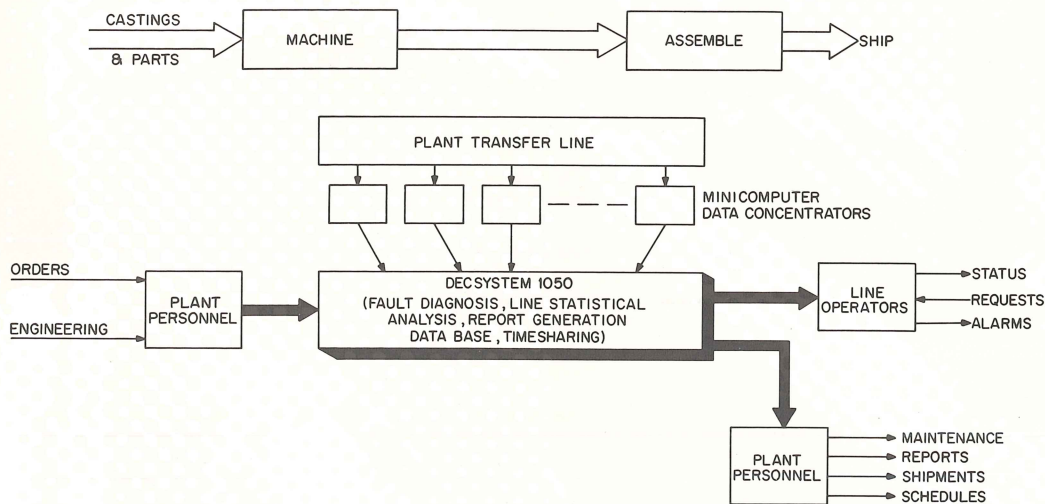 CASTINGS
& PARTS
MACHINE
ASSEMBLE
SHIP
PLANT TRANSFER LINE
MINICOMPUTER
DATA CONCENTRATORS
ORDERS
ENGINEERING
PLANT
PERSONNEL
DECSYSTEM 1050
(FAULT DIAGNOSIS, LINE STATISTICAL
ANALYSIS, REPORT GENERATION
DATA BASE, TIMESHARING)
LINE
OPERATORS
STATUS
REQUESTS
ALARMS
PLANT
PERSONNEL
MAINTENANCE
REPORTS
SHIPMENTS
SCHEDULES